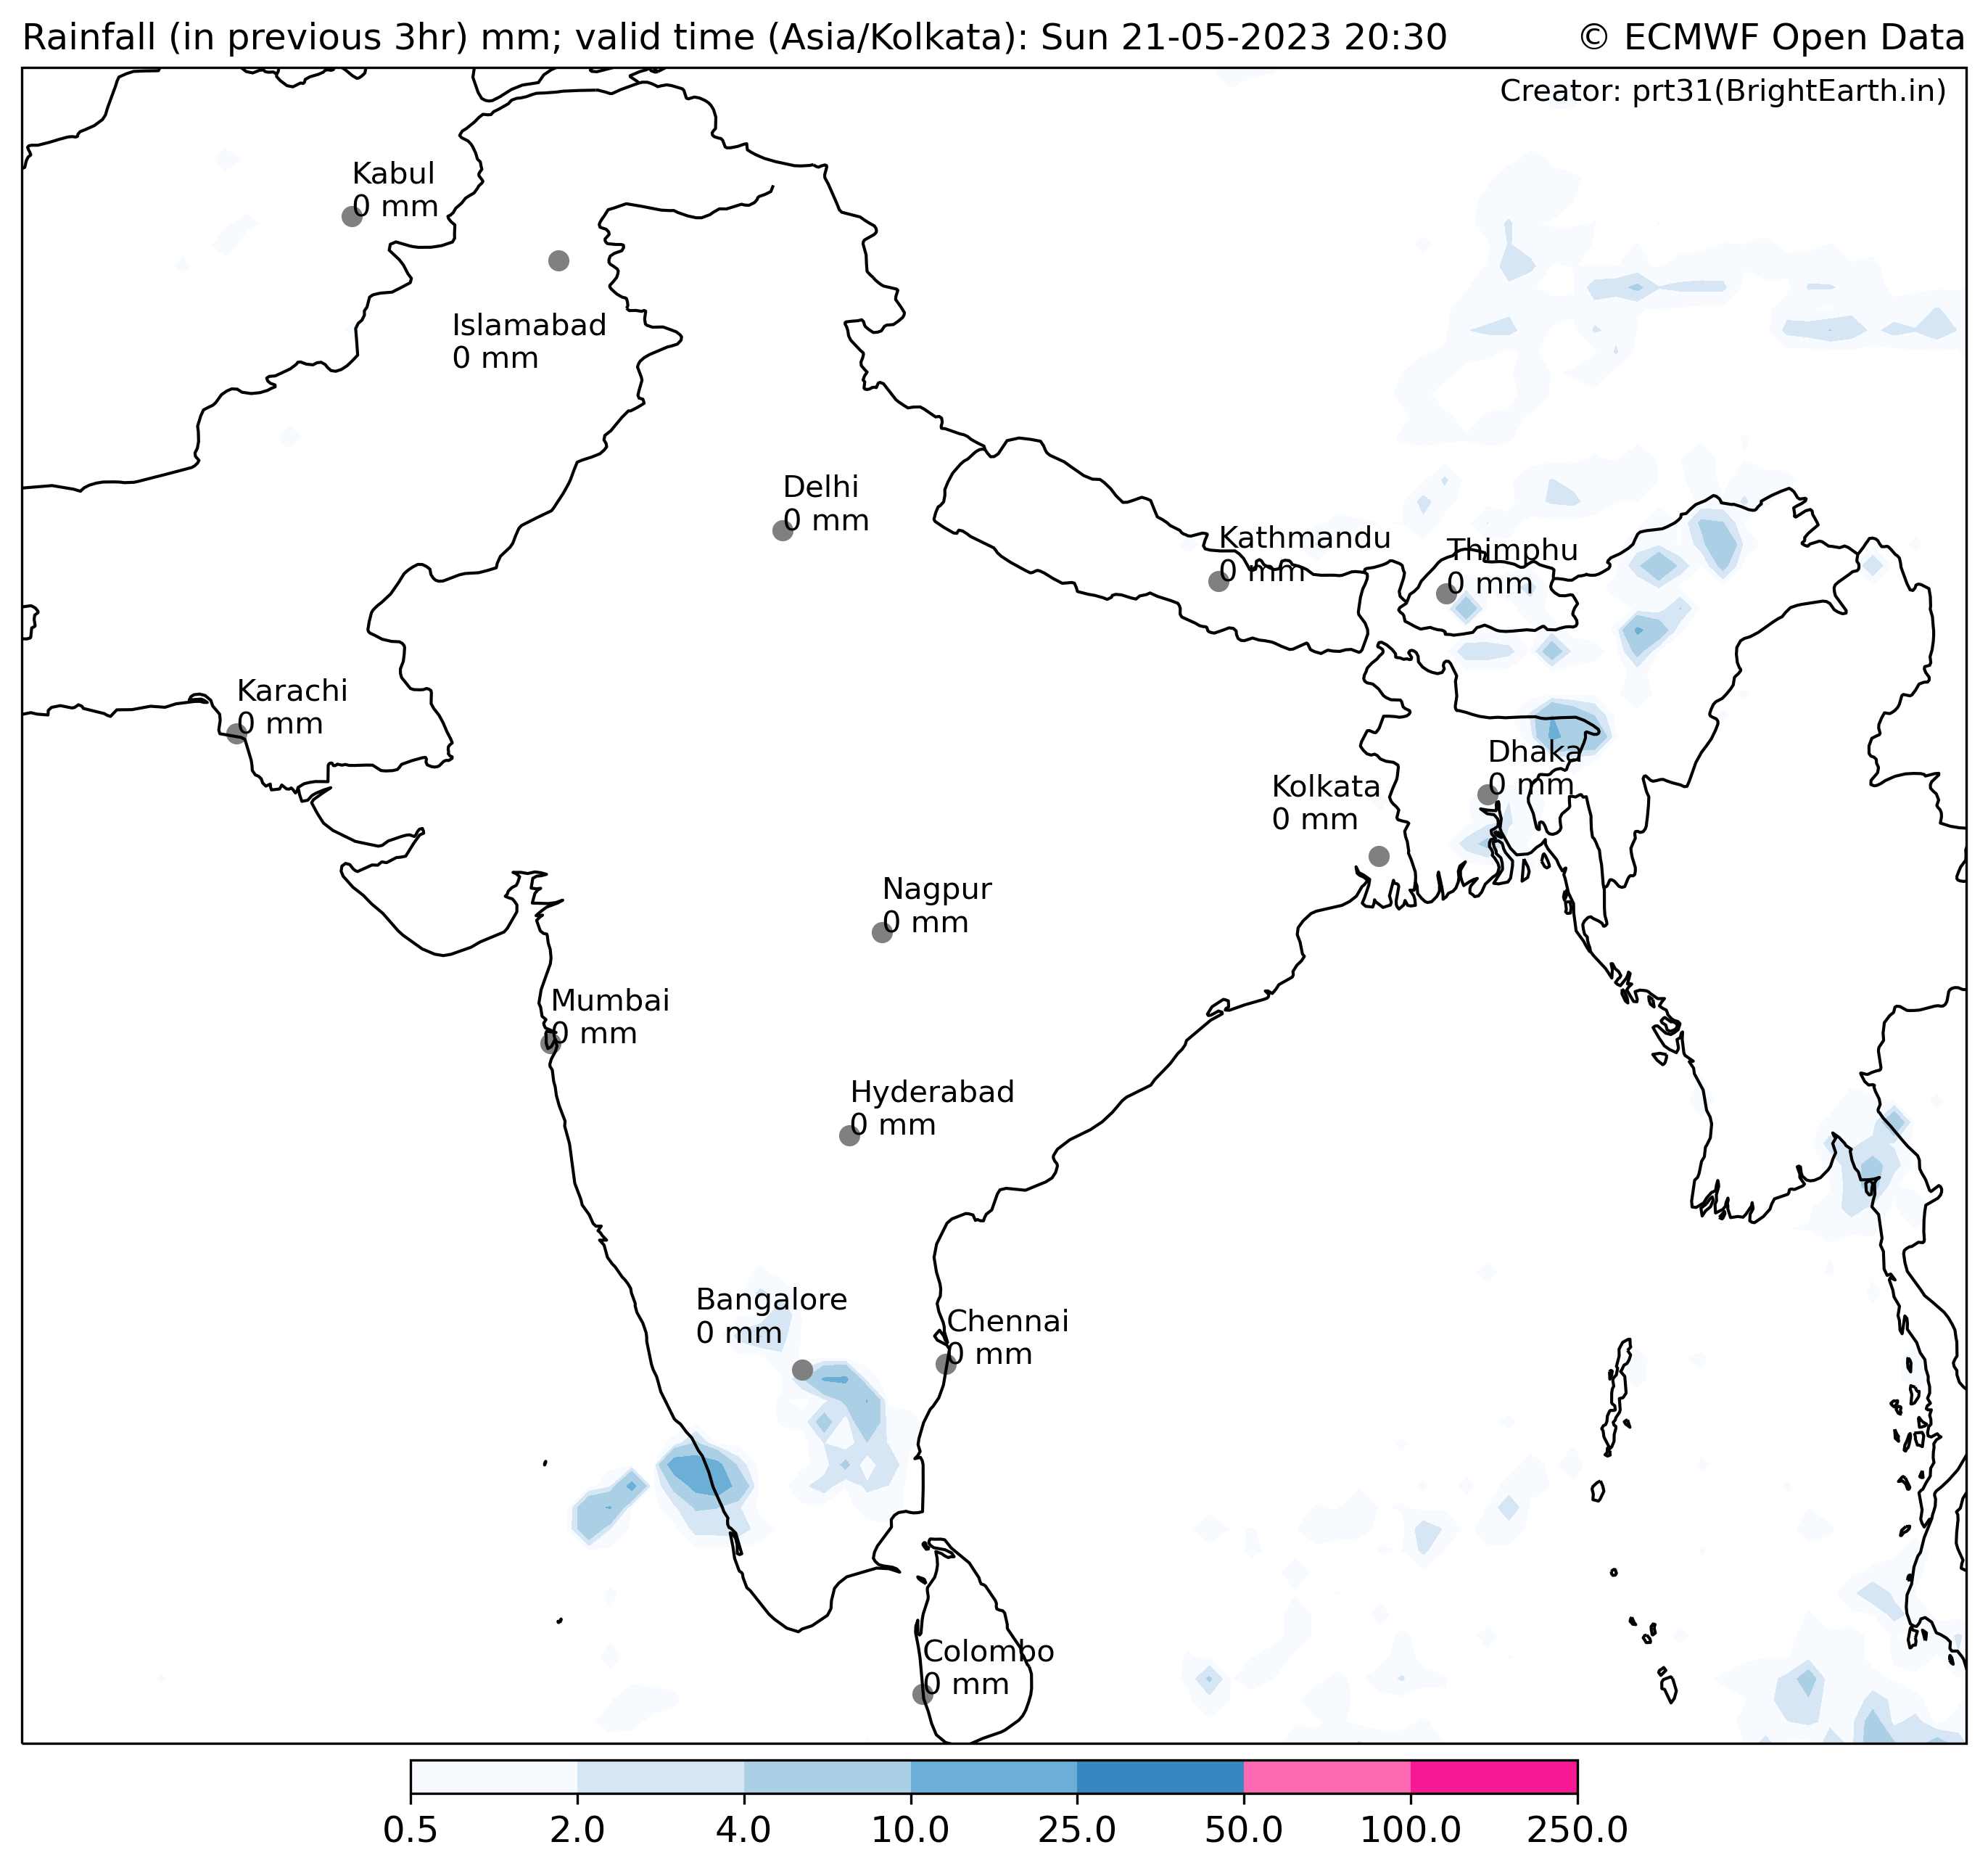 Rainfall (in previous 3hr) mm; valid time (Asia/Kolkata): Sun 21-05-2023 20:30
© ECMWF Open Data
Creator: prt31(BrightEarth.in)
Kabul
0 mm
Islamabad
0 mm
Delhi
0 mm
Kathmandu
0 mm
Thimphu
0 mm
Karachi
0 mm
Dhaka
0 mm
Kolkata
0 mm
Nagpur
0 mm
Mumbai
0 mm
Hyderabad
0 mm
Bangalore
0 mm
Chennai
0 mm
Colombo
0 mm
0.5 2.0 4.0 10.0 25.0 50.0 100.0 250.0